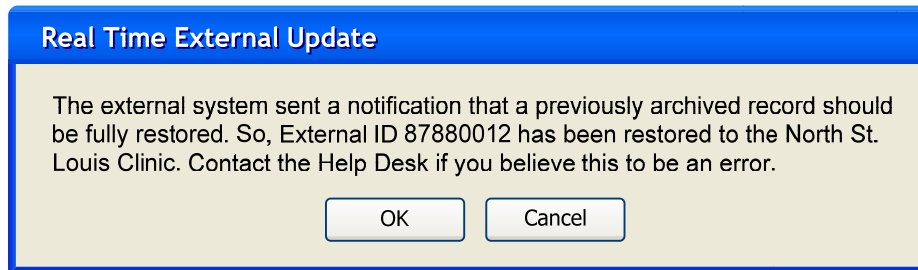 Real Time External Update
The external system sent a notification that a previously archived record should
be fully restored. So, External ID 87880012 has been restored to the North St.
Louis Clinic. Contact the Help Desk if you believe this to be an error.
OK
Cancel